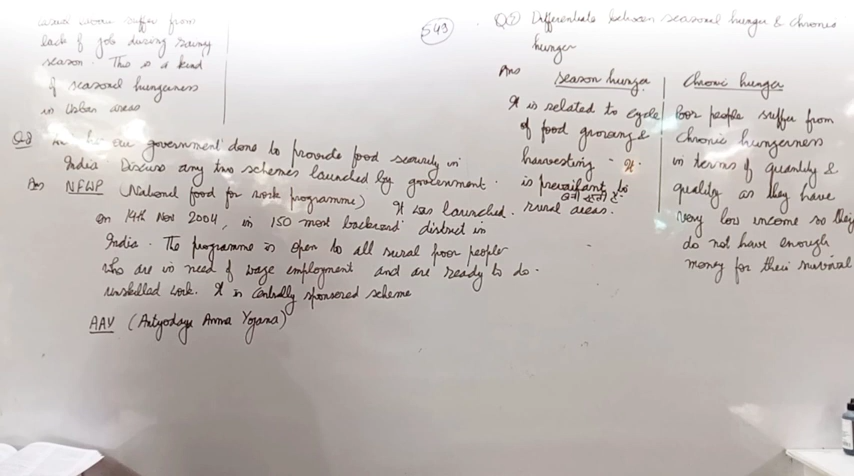 suffer from
lack of job during rainy
season. This is a kind
of seasonal hungerness
in Urban areas
549
Q5) Differentiate between seasonal hunger & chronic
hunger
Ans
Season hunga
It is related to cycle
of food growing &
harvesting. It
is prevailant to
बनी रहती है
rural areas.
Chronic hunger
Poor people suffer from
chronic hungerness
in terms of quantity &
quality as they have
very low income so they
do not have enough
money for their survival
government done to provide food security in
India Discuss any two schemes launched by government.
Ans NFWP (National food for work programme) It was launched.
on 14th Nov 2004, in 150 most backward district in
India. The programme is open to all rural poor people
who are in need of wage employment and are ready to do.
unskilled work. It is centrally sponsored scheme
AAY (Antyodaya Anna Yojana)